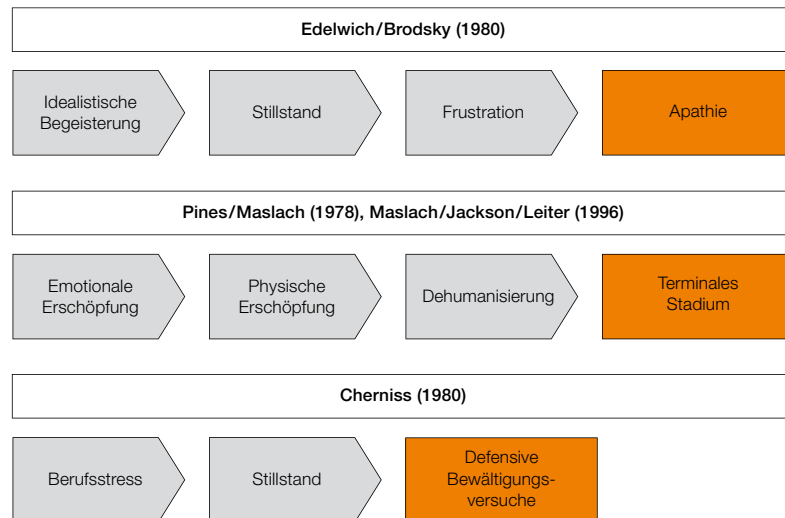 Edelwich/Brodsky (1980)
Idealistische
Begeisterung
Stillstand
Frustration
Apathie
Pines/Maslach (1978), Maslach/Jackson/Leiter (1996)
Emotionale
Erschöpfung
Physische
Erschöpfung
Dehumanisierung
Terminales
Stadium
Cherniss (1980)
Berufsstress
Stillstand
Defensive
Bewältigungs-
versuche